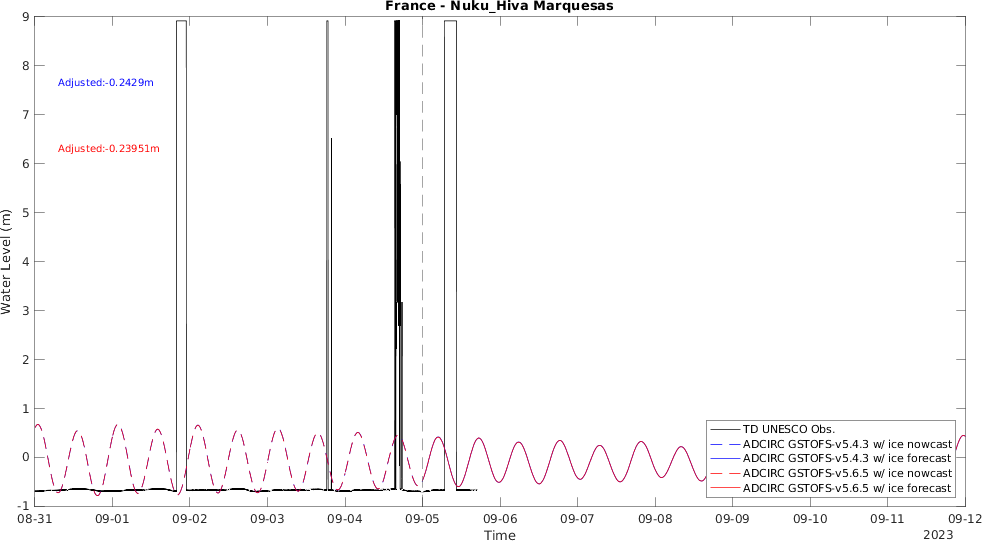 France - Nuku_Hiva Marquesas
9
8
7
6
5
4
3
2
1
0
-1
Water Level (m)
Adjusted:-0.2429m
Adjusted:-0.23951m
TD UNESCO Obs.
ADCIRC GSTOFS-v5.4.3 w/ ice nowcast
ADCIRC GSTOFS-v5.4.3 w/ ice forecast
ADCIRC GSTOFS-v5.6.5 w/ ice nowcast
ADCIRC GSTOFS-v5.6.5 w/ ice forecast
08-31 09-01 09-02 09-03 09-04 09-05 09-06 09-07 09-08 09-09 09-10 09-11 09-12
Time
2023